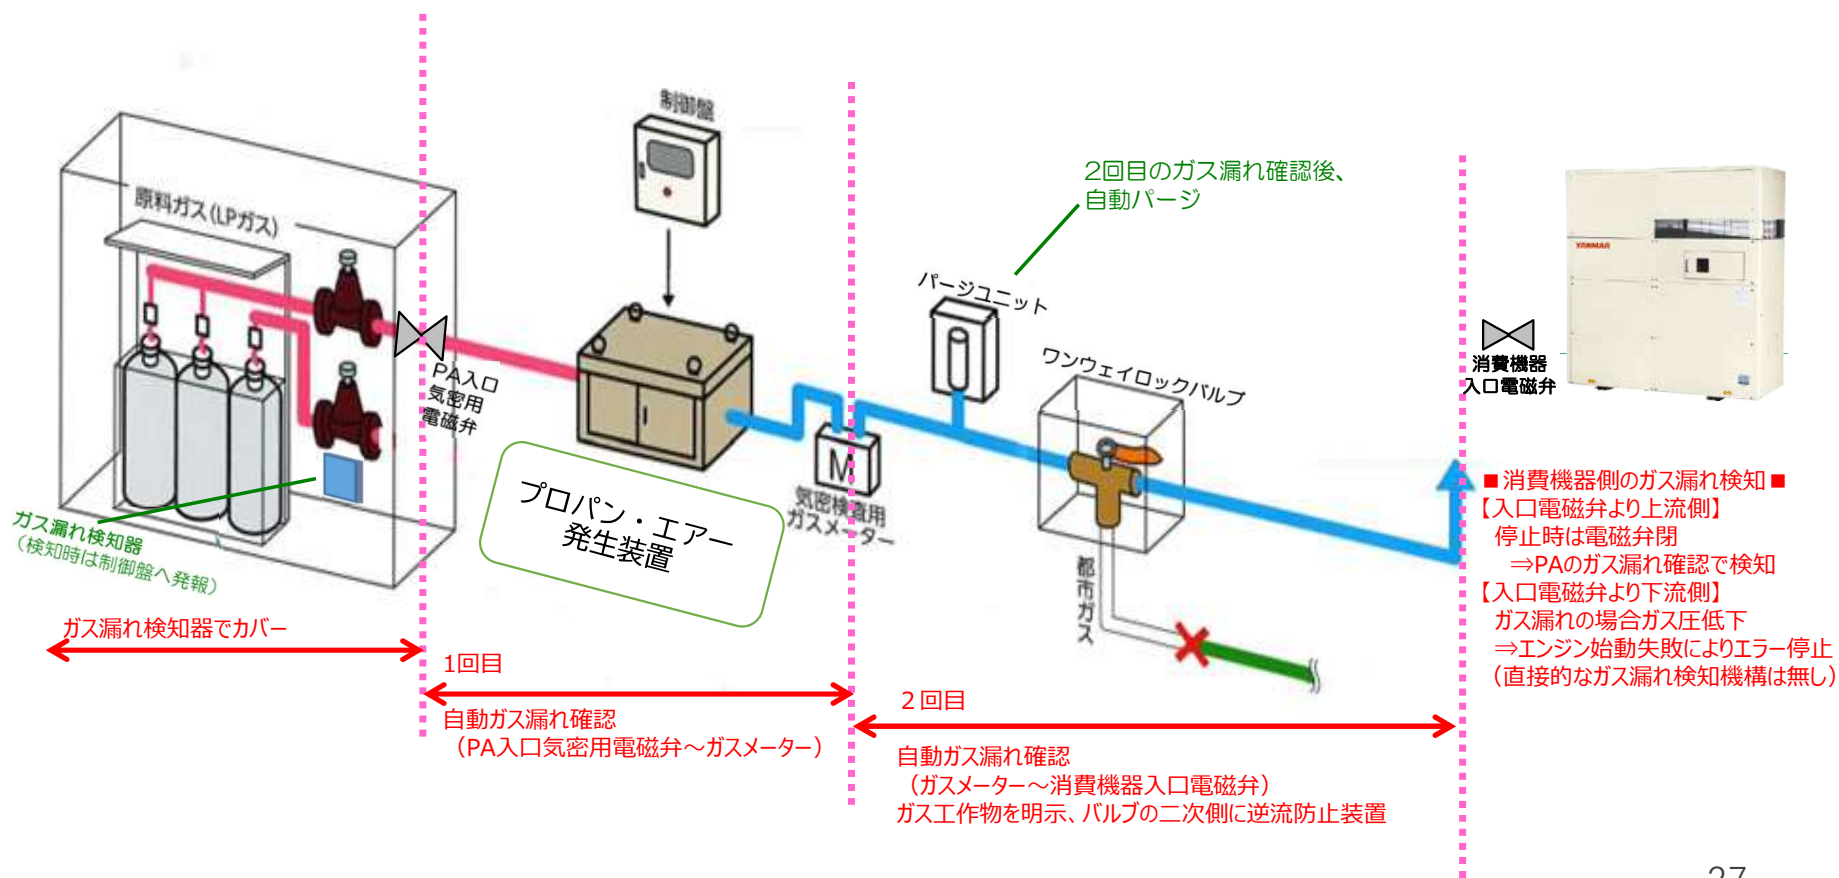 制御盤
原料ガス(LPガス)
2回目のガス漏れ確認後、
自動パージ
パージユニット
ワンウェイロックバルブ
YANMAR
消費機器
入口電磁弁
PA入口
気密用
電磁弁
M
気密検査用
ガスメーター
プロパン・エアー
発生装置
都市ガス
ガス漏れ検知器
（検知時は制御盤へ発報）
ガス漏れ検知器でカバー
1回目
自動ガス漏れ確認
（PA入口気密用電磁弁～ガスメーター）
２回目
自動ガス漏れ確認
（ガスメーター～消費機器入口電磁弁）
ガス工作物を明示、バルブの二次側に逆流防止装置
■消費機器側のガス漏れ検知■
【入口電磁弁より上流側】
停止時は電磁弁閉
⇒PAのガス漏れ確認で検知
【入口電磁弁より下流側】
ガス漏れの場合ガス圧低下
⇒エンジン始動失敗によりエラー停止
（直接的なガス漏れ検知機構は無し）
27